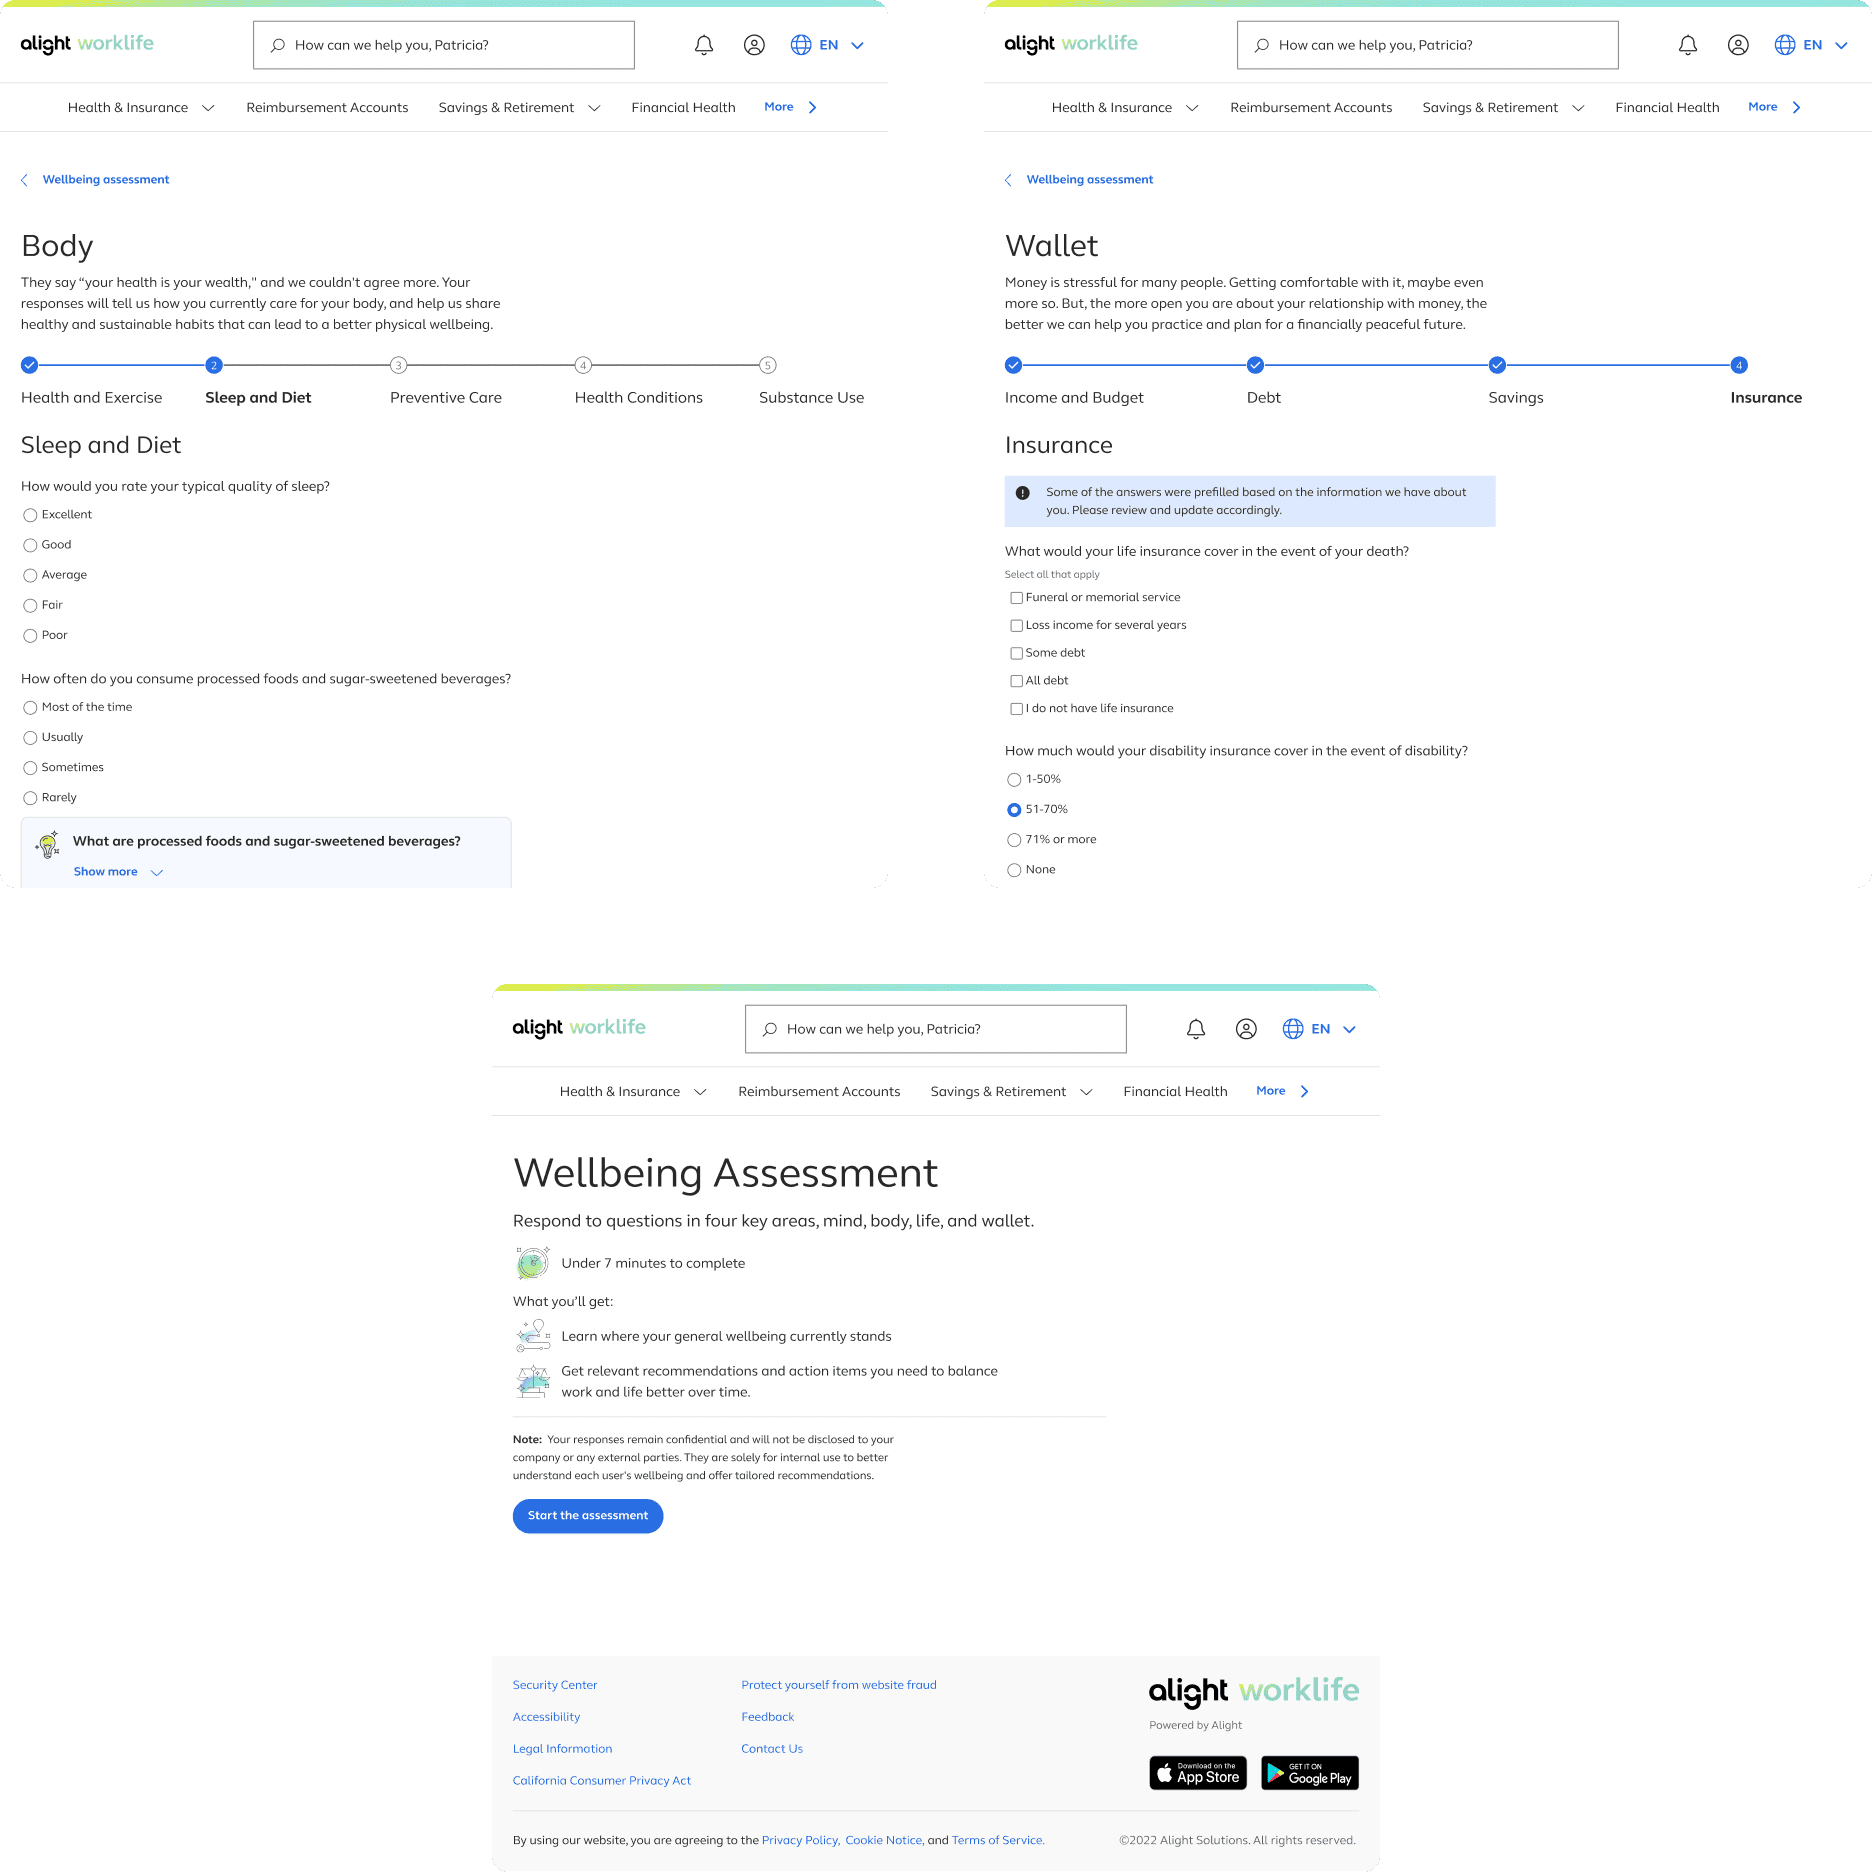 alight worklife
How can we help you, Patricia?
EN
Health & Insurance
Reimbursement Accounts
Savings & Retirement
Financial Health
More
Wellbeing assessment
Body
They say “your health is your wealth," and we couldn't agree more. Your
responses will tell us how you currently care for your body, and help us share
healthy and sustainable habits that can lead to a better physical wellbeing.
2
3
4
5
Health and Exercise
Sleep and Diet
Preventive Care
Health Conditions
Substance Use
Sleep and Diet
How would you rate your typical quality of sleep?
Excellent
Good
Average
Fair
Poor
How often do you consume processed foods and sugar-sweetened beverages?
Most of the time
Usually
Sometimes
Rarely
What are processed foods and sugar-sweetened beverages?
Show more
alight worklife
How can we help you, Patricia?
EN
Health & Insurance
Reimbursement Accounts
Savings & Retirement
Financial Health
More
Wellbeing assessment
Wallet
Money is stressful for many people. Getting comfortable with it, maybe even
more so. But, the more open you are about your relationship with money, the
better we can help you practice and plan for a financially peaceful future.
4
Income and Budget
Debt
Savings
Insurance
Insurance
Some of the answers were prefilled based on the information we have about
you. Please review and update accordingly.
What would your life insurance cover in the event of your death?
Select all that apply
Funeral or memorial service
Loss income for several years
Some debt
All debt
I do not have life insurance
How much would your disability insurance cover in the event of disability?
1-50%
51-70%
71% or more
None
alight worklife
How can we help you, Patricia?
EN
Health & Insurance
Reimbursement Accounts
Savings & Retirement
Financial Health
More
Wellbeing Assessment
Respond to questions in four key areas, mind, body, life, and wallet.
Under 7 minutes to complete
What you'll get:
Learn where your general wellbeing currently stands
Get relevant recommendations and action items you need to balance
work and life better over time.
Note: Your responses remain confidential and will not be disclosed to your
company or any external parties. They are solely for internal use to better
understand each user's wellbeing and offer tailored recommendations.
Start the assessment
Security Center
Accessibility
Legal Information
California Consumer Privacy Act
Protect yourself from website fraud
Feedback
Contact Us
alight worklife
Powered by Alight
Download on the
App Store
GET IT ON
Google Play
By using our website, you are agreeing to the Privacy Policy, Cookie Notice, and Terms of Service.
©2022 Alight Solutions. All rights reserved.